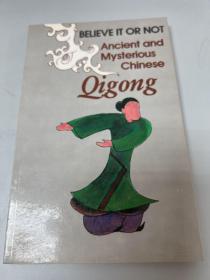 BELIEVE IT OR NOT
Ancient and
Mysterious
Chinese
Qigong